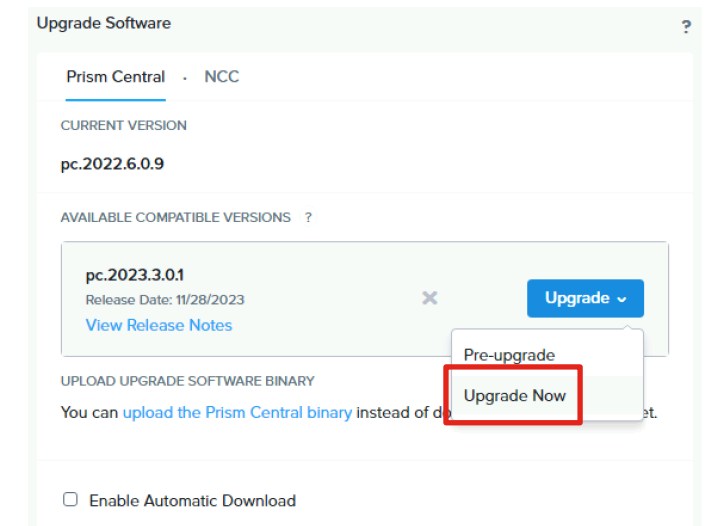 Upgrade Software
?
Prism Central · NCC
CURRENT VERSION
pc.2022.6.0.9
AVAILABLE COMPATIBLE VERSIONS ?
pc.2023.3.0.1
Release Date: 11/28/2023
View Release Notes
Upgrade
Pre-upgrade
Upgrade Now
UPLOAD UPGRADE SOFTWARE BINARY
You can upload the Prism Central binary instead of
Enable Automatic Download